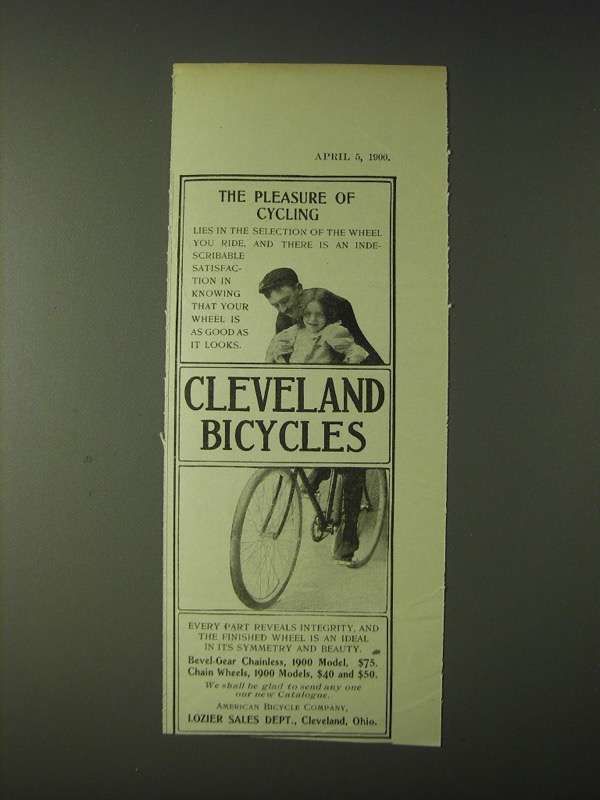 APRIL 5, 1900.
THE PLEASURE OF
CYCLING
LIES IN THE SELECTION OF THE WHEEL
YOU RIDE, AND THERE IS AN INDE-
SCRIBABLE
SATISFAC-
TION IN
KNOWING
THAT YOUR
WHEEL IS
AS GOOD AS
IT LOOKS.
CLEVELAND
BICYCLES
EVERY PART REVEALS INTEGRITY, AND
THE FINISHED WHEEL IS AN IDEAL
IN ITS SYMMETRY AND BEAUTY.
Bevel-Gear Chainless, 1900 Model, $75.
Chain Wheels, 1900 Models, $40 and $50.
We shall be glad to send any one
our new Catalogue.
AMERICAN BICYCLE COMPANY,
LOZIER SALES DEPT., Cleveland, Ohio.